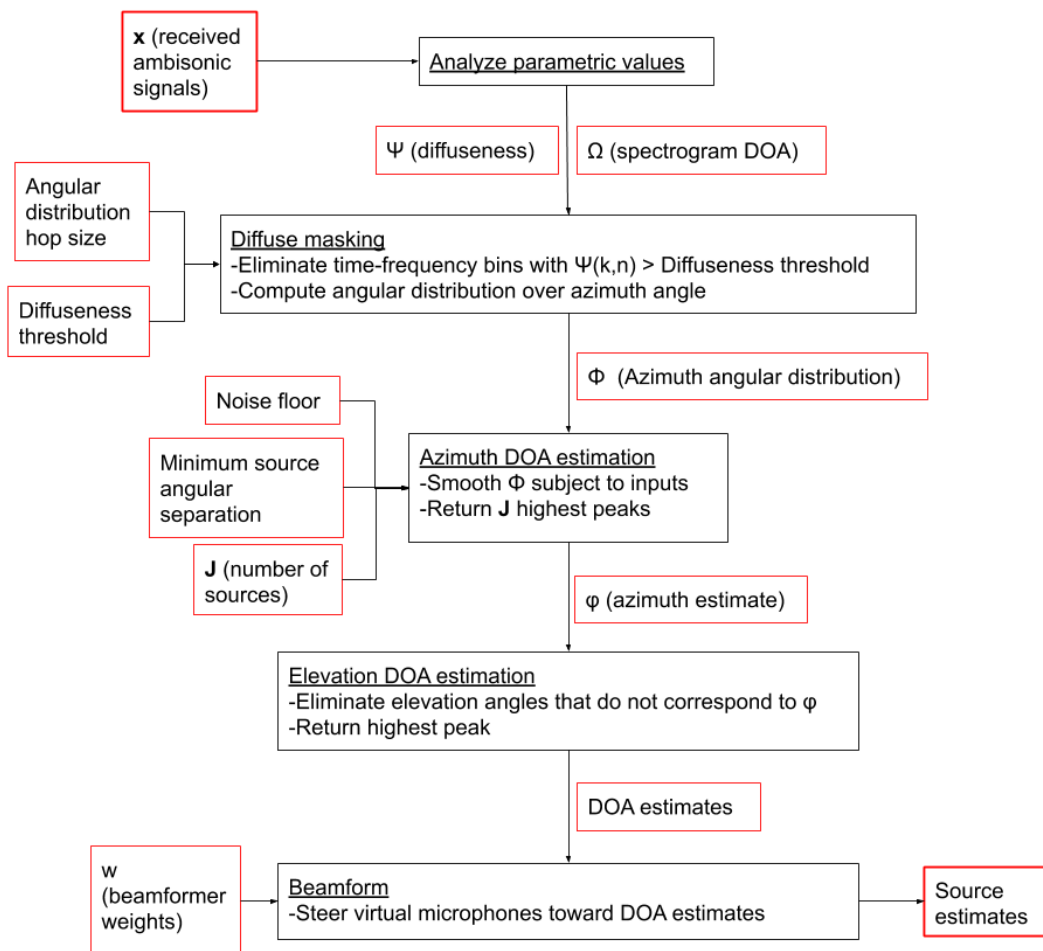 x (received
ambisonic
signals)
Analyze parametric values
Ψ (diffuseness)
Ω (spectrogram DOA)
Angular
distribution
hop size
Diffuseness
threshold
Diffuse masking
-Eliminate time-frequency bins with Ψ(k,n) > Diffuseness threshold
-Compute angular distribution over azimuth angle
Φ (Azimuth angular distribution)
Noise floor
Minimum source
angular
separation
J (number of
sources)
Azimuth DOA estimation
-Smooth Φ subject to inputs
-Return J highest peaks
φ (azimuth estimate)
Elevation DOA estimation
-Eliminate elevation angles that do not correspond to φ
-Return highest peak
DOA estimates
w
(beamformer
weights)
Beamform
-Steer virtual microphones toward DOA estimates
Source
estimates